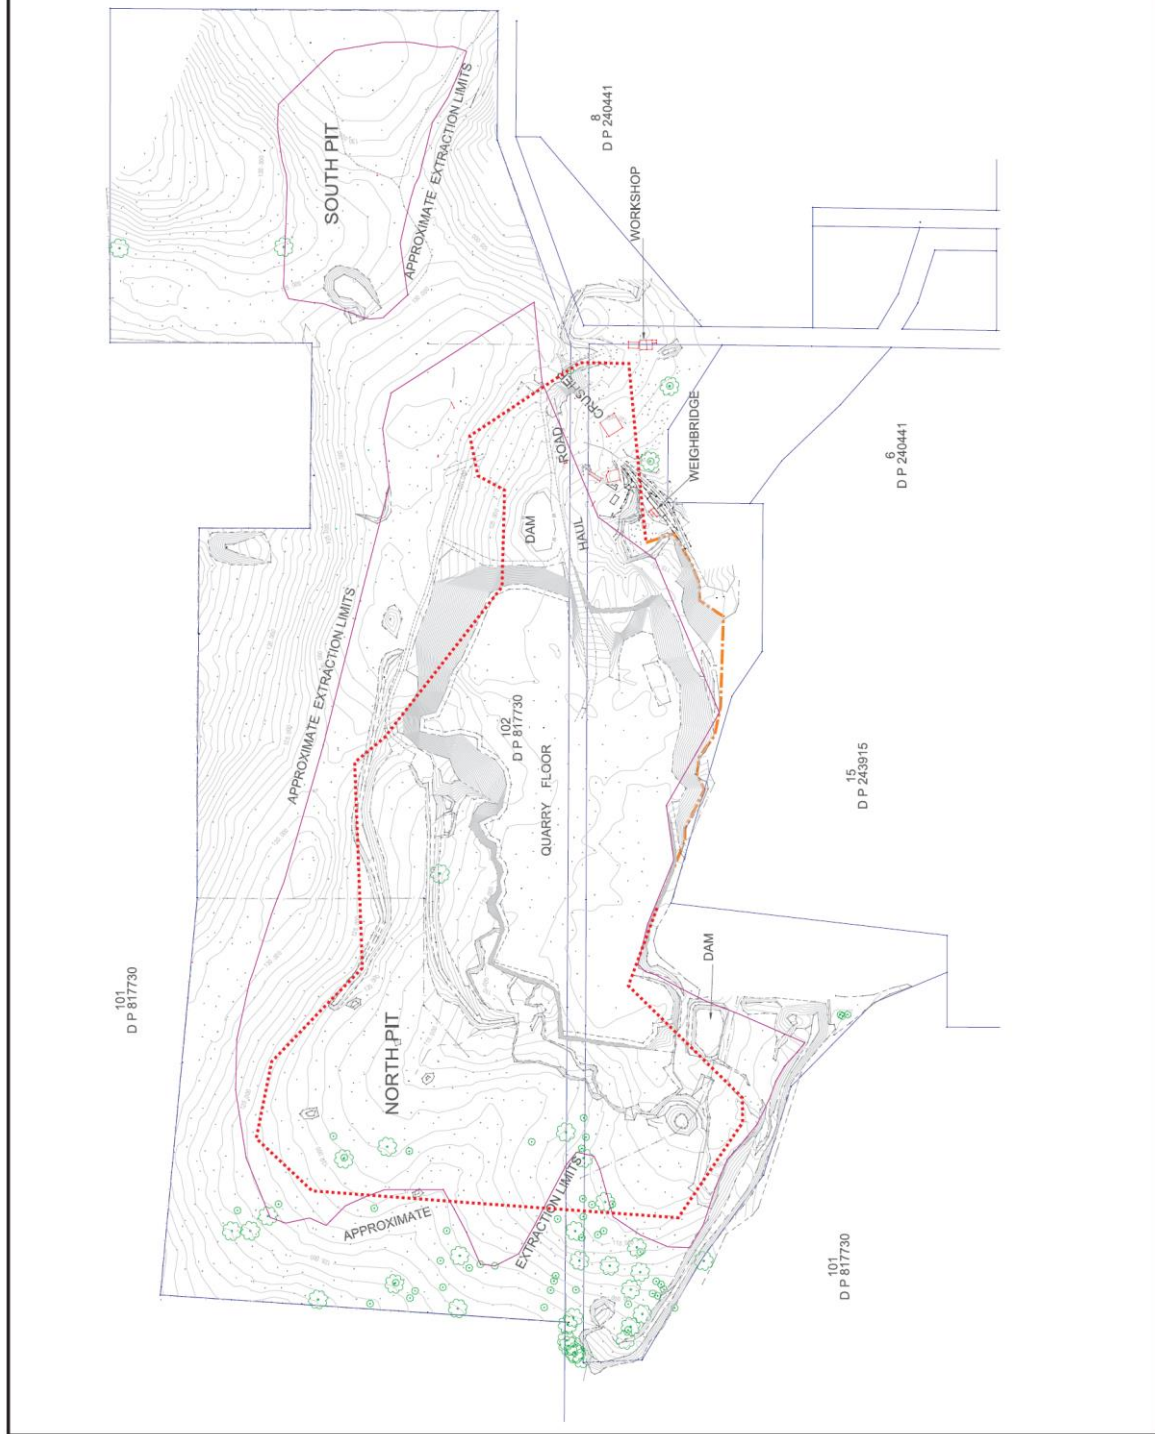 8
D P 240441
SOUTH PIT
APPROXIMATE EXTRACTION LIMITS
WORKSHOP
CRUSHER
ROAD
HAUL
DAM
WEIGHBRIDGE
6
D P 240441
APPROXIMATE EXTRACTION LIMITS
102
D P 817730
QUARRY FLOOR
15
D P 243915
DAM
101
D P 817730
NORTH PIT
APPROXIMATE
EXTRACTION LIMITS
101
D P 817730